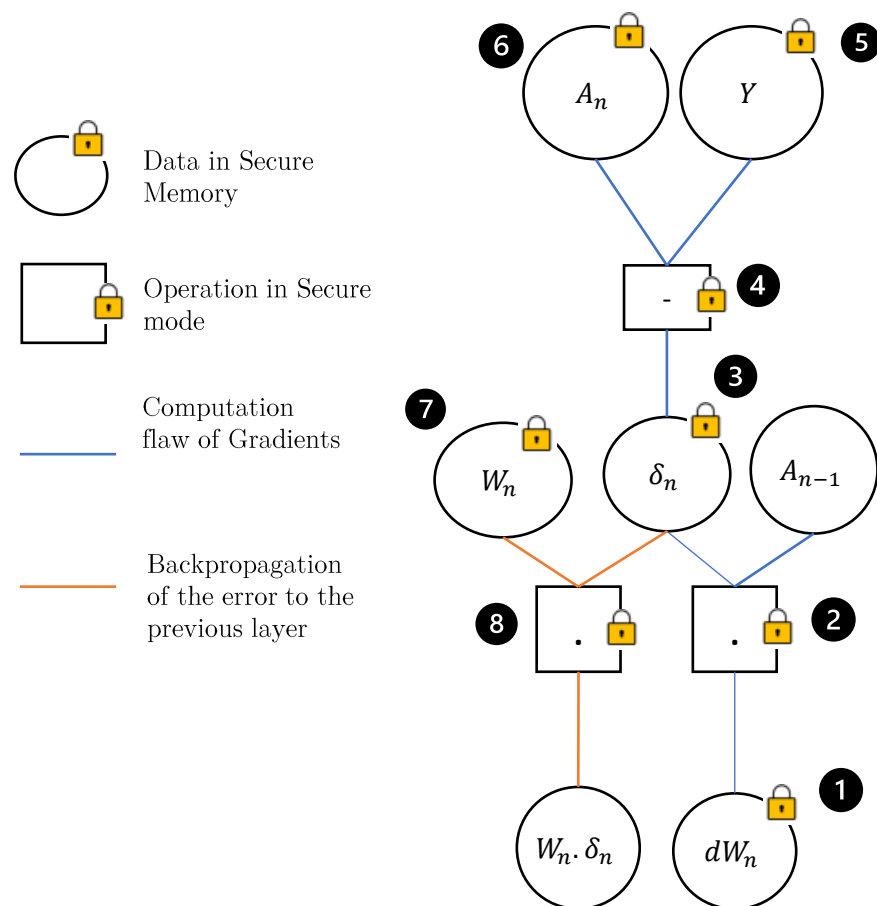 6
5
A_n
Y
Data in Secure
Memory
-
4
Operation in Secure
mode
3
7
Computation
flaw of Gradients
W_n
δ_n
A_{n-1}
Backpropagation
of the error to the
previous layer
8
.
.
2
1
W_n.δ_n
dW_n